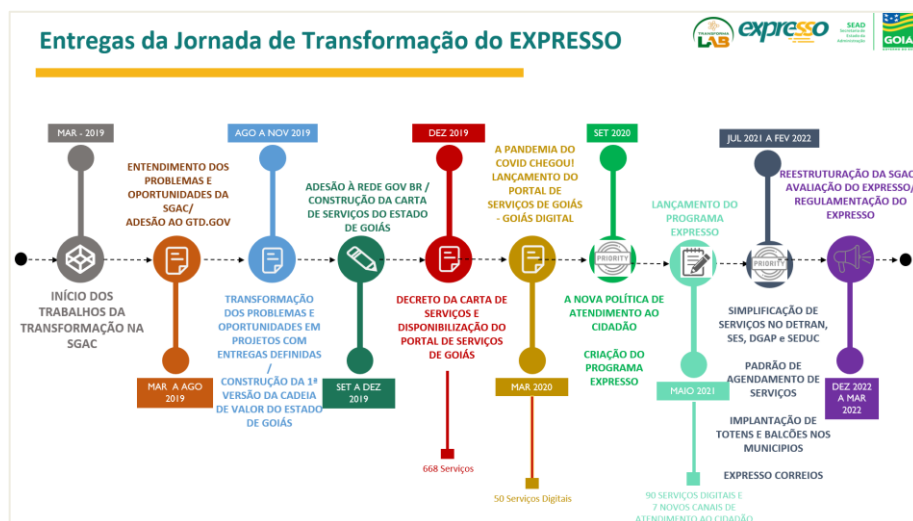 Entregas da Jornada de Transformação do EXPRESSO
TRANSFORMA
LAB
expresso
SEAD
Secretaria de
Estado da
Administração
GOIÁS
MAR - 2019
INÍCIO DOS
TRABALHOS DA
TRANSFORMAÇÃO NA
SGAC
ENTENDIMENTO DOS
PROBLEMAS E
OPORTUNIDADES DA
SGAC/
ADESÃO AO GTD.GOV
MAR A AGO
2019
AGO A NOV 2019
TRANSFORMAÇÃO
DOS PROBLEMAS E
OPORTUNIDADES EM
PROJETOS COM
ENTREGAS DEFINIDAS
/
CONSTRUÇÃO DA 1ª
VERSÃO DA CADEIA
DE VALOR DO ESTADO
DE GOIÁS
ADESÃO À REDE GOV BR /
CONSTRUÇÃO DA CARTA
DE SERVIÇOS DO ESTADO
DE GOIÁS
SET A DEZ
2019
DEZ 2019
DECRETO DA CARTA DE
SERVIÇOS E
DISPONIBILIZAÇÃO DO
PORTAL DE SERVIÇOS
DE GOIÁS
668 Serviços
A PANDEMIA DO
COVID CHEGOU!
LANÇAMENTO DO
PORTAL DE
SERVIÇOS DE GOIÁS
- GOIÁS DIGITAL
MAR 2020
50 Serviços Digitais
SET 2020
PRIORITY
A NOVA POLÍTICA DE
ATENDIMENTO AO
CIDADÃO
CRIAÇÃO DO
PROGRAMA
EXPRESSO
LANÇAMENTO DO
PROGRAMA
EXPRESSO
MAIO 2021
90 SERVIÇOS DIGITAIS E
7 NOVOS CANAIS DE
ATENDIMENTO AO CIDADÃO
JUL 2021 A FEV 2022
PRIORITY
SIMPLIFICAÇÃO DE
SERVIÇOS NO DETRAN,
SES, DGAP e SEDUC
PADRÃO DE
AGENDAMENTO DE
SERVIÇOS
IMPLANTAÇÃO DE
TOTENS E BALCÕES NOS
MUNICIPIOS
EXPRESSO CORREIOS
REESTRUTURAÇÃO DA SGAC
AVALIAÇÃO DO EXPRESSO/
REGULAMENTAÇÃO DO
EXPRESSO
DEZ 2022
A MAR
2022